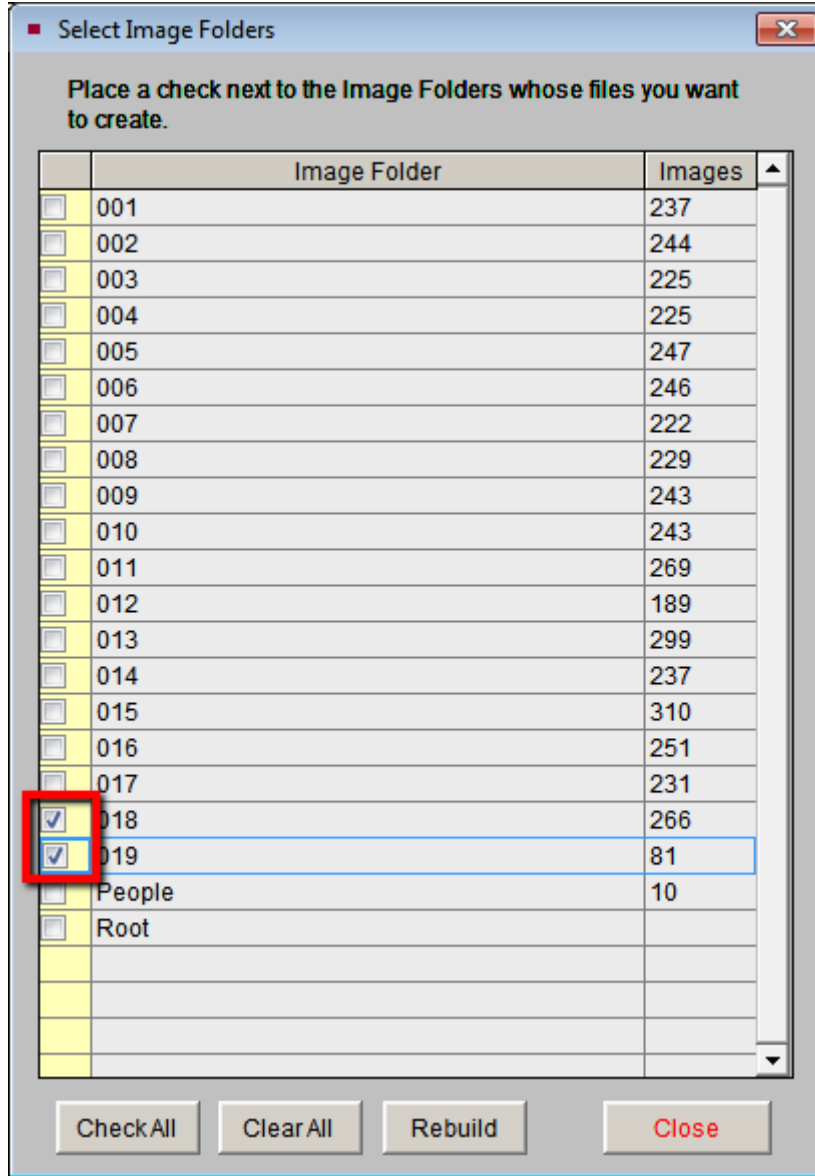 Select Image Folders
Place a check next to the Image Folders whose files you want
to create.
Image Folder Images
001 237
002 244
003 225
004 225
005 247
006 246
007 222
008 229
009 243
010 243
011 269
012 189
013 299
014 237
015 310
016 251
017 231
018 266
019 81
People 10
Root
Check All Clear All Rebuild Close